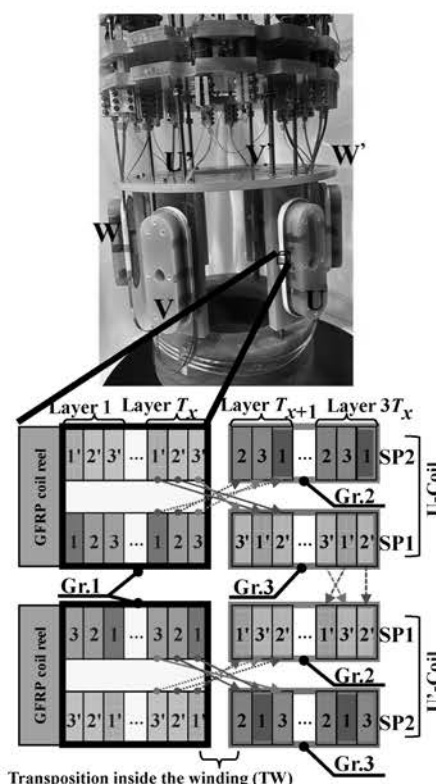 U' V' W'
W
V U
Layer 1 Layer Tx Layer Tx+1 Layer 3Tx
GFRP coil reel 1' 2' 3' ... 1' 2' 3' 2 3 1 ... 2 3 1 SP2
Gr.2
1 2 3 ... 1 2 3 3' 1' 2' ... 3' 1' 2' SP1
U-Coil
Gr.1 Gr.3
GFRP coil reel 3 2 1 ... 3 2 1 1' 3' 2' ... 1' 3' 2' SP1
Gr.2
3' 2' 1' ... 3' 2' 1' 2 1 3 ... 2 1 3 SP2
U'-Coil
Gr.3
Transposition inside the winding (TW)